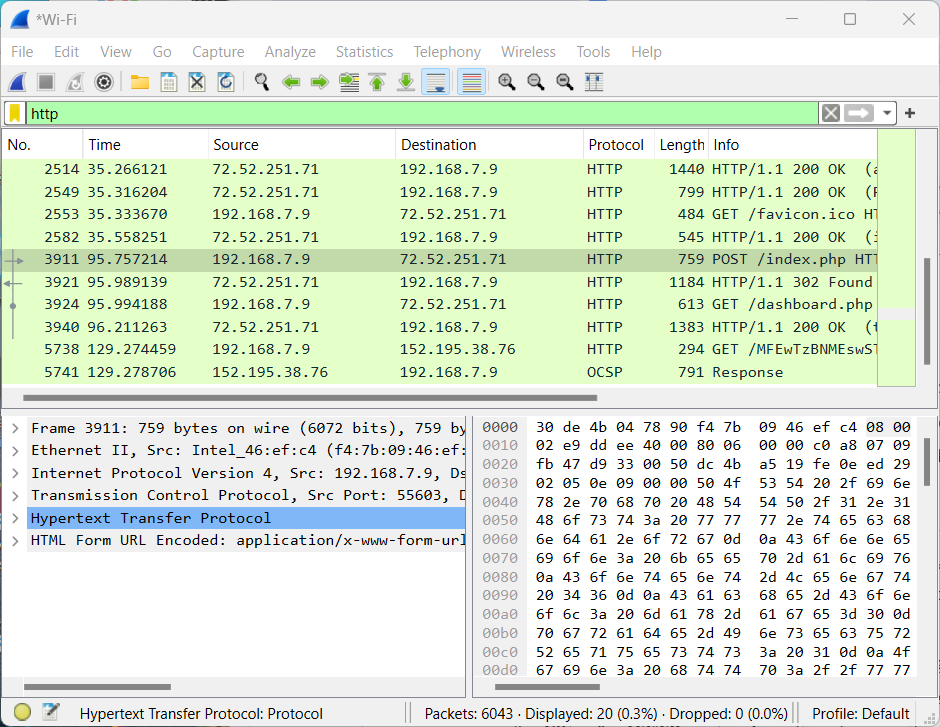 *Wi-Fi
File Edit View Go Capture Analyze Statistics Telephony Wireless Tools Help
http
No. Time Source Destination Protocol Length Info
2514 35.266121 72.52.251.71 192.168.7.9 HTTP 1440 HTTP/1.1 200 OK (a
2549 35.316204 72.52.251.71 192.168.7.9 HTTP 799 HTTP/1.1 200 OK (P
2553 35.333670 192.168.7.9 72.52.251.71 HTTP 484 GET /favicon.ico HT
2582 35.558251 72.52.251.71 192.168.7.9 HTTP 545 HTTP/1.1 200 OK (i
3911 95.757214 192.168.7.9 72.52.251.71 HTTP 759 POST /index.php HTT
3921 95.989139 72.52.251.71 192.168.7.9 HTTP 1184 HTTP/1.1 302 Found
3924 95.994188 192.168.7.9 72.52.251.71 HTTP 613 GET /dashboard.php
3940 96.211263 72.52.251.71 192.168.7.9 HTTP 1383 HTTP/1.1 200 OK (t
5738 129.274459 192.168.7.9 152.195.38.76 HTTP 294 GET /MFEwTzBNMEswST
5741 129.278706 152.195.38.76 192.168.7.9 OCSP 791 Response
Frame 3911: 759 bytes on wire (6072 bits), 759 by
Ethernet II, Src: Intel_46:ef:c4 (f4:7b:09:46:ef:
Internet Protocol Version 4, Src: 192.168.7.9, Ds
Transmission Control Protocol, Src Port: 55603, D
Hypertext Transfer Protocol
HTML Form URL Encoded: application/x-www-form-url
0000 30 de 4b 04 78 90 f4 7b 09 46 ef c4 08 00
0010 02 e9 dd ee 40 00 80 06 00 00 c0 a8 07 09
0020 fb 47 d9 33 00 50 dc 4b a5 19 fe 0e ed 29
0030 02 05 0e 09 00 00 50 4f 53 54 20 2f 69 6e
0040 78 2e 70 68 70 20 48 54 54 50 2f 31 2e 31
0050 48 6f 73 74 3a 20 77 77 77 2e 74 65 63 68
0060 6e 64 61 2e 6f 72 67 0d 0a 43 6f 6e 6e 65
0070 69 6f 6e 3a 20 6b 65 65 70 2d 61 6c 69 76
0080 0a 43 6f 6e 74 65 6e 74 2d 4c 65 6e 67 74
0090 20 34 36 0d 0a 43 61 63 68 65 2d 43 6f 6e
00a0 6f 6c 3a 20 6d 61 78 2d 61 67 65 3d 30 0d
00b0 70 67 72 61 64 65 2d 49 6e 73 65 63 75 72
00c0 52 65 71 75 65 73 74 73 3a 20 31 0d 0a 4f
00d0 67 69 6e 3a 20 68 74 74 70 3a 2f 2f 77 77
Hypertext Transfer Protocol: Protocol
Packets: 6043 · Displayed: 20 (0.3%) · Dropped: 0 (0.0%)
Profile: Default